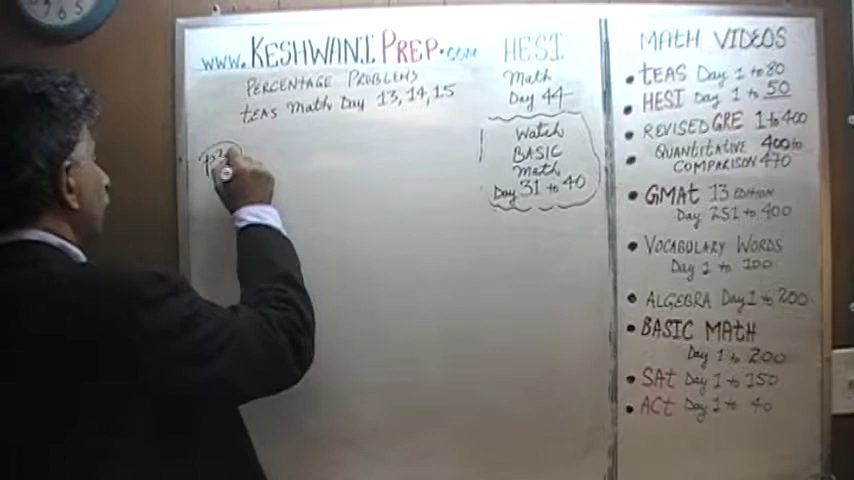 www.KESHWANIPREP.COM
PERCENTAGE PROBLEMS
TEAS Math Day 13, 14, 15
HESI
Math
Day 44
Watch
BASIC
Math
Day 31 to 40
MATH VIDEOS
• TEAS Day 1 to 80
• HESI Day 1 to 50
• REVISED GRE 1 to 400
• QUANTITATIVE 400 to
COMPARISON 470
• GMAT 13 EDITION
Day 251 to 400
• VOCABULARY WORDS
Day 1 to 100
• ALGEBRA Day 1 to 200
• BASIC MATH
Day 1 to 200
• SAT Day 1 to 150
• ACT Day 1 to 40